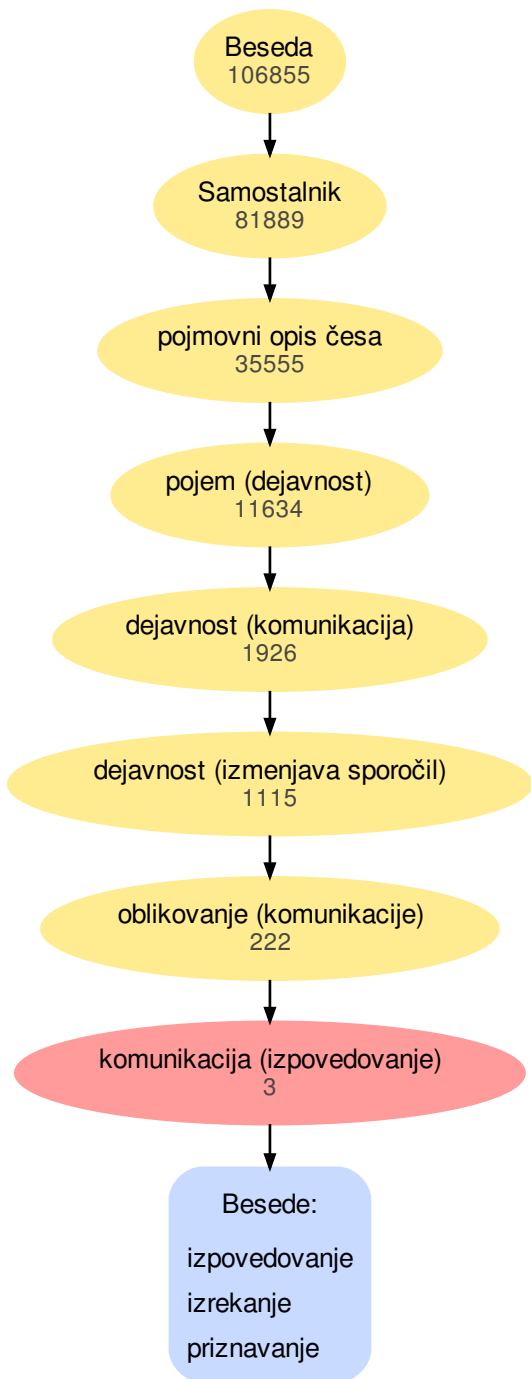 Beseda
106855
Samostalnik
81889
pojmovni opis česa
35555
pojem (dejavnost)
11634
dejavnost (komunikacija)
1926
dejavnost (izmenjava sporočil)
1115
oblikovanje (komunikacije)
222
komunikacija (izpovedovanje)
3
Besede:
izpovedovanje
izrekanje
priznavanje